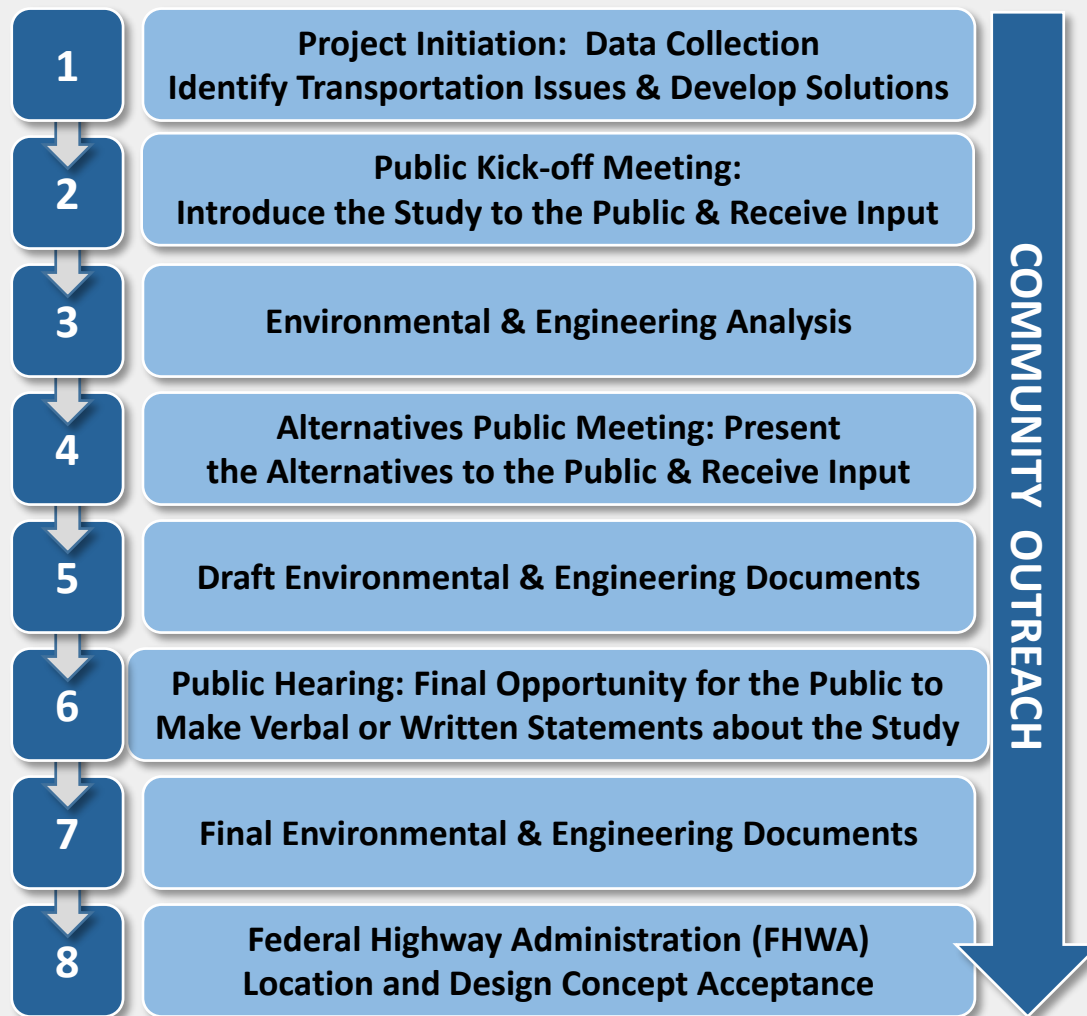 1
Project Initiation: Data Collection
Identify Transportation Issues & Develop Solutions
2
Public Kick-off Meeting:
Introduce the Study to the Public & Receive Input
3
Environmental & Engineering Analysis
4
Alternatives Public Meeting: Present
the Alternatives to the Public & Receive Input
5
Draft Environmental & Engineering Documents
6
Public Hearing: Final Opportunity for the Public to
Make Verbal or Written Statements about the Study
7
Final Environmental & Engineering Documents
8
Federal Highway Administration (FHWA)
Location and Design Concept Acceptance
COMMUNITY OUTREACH